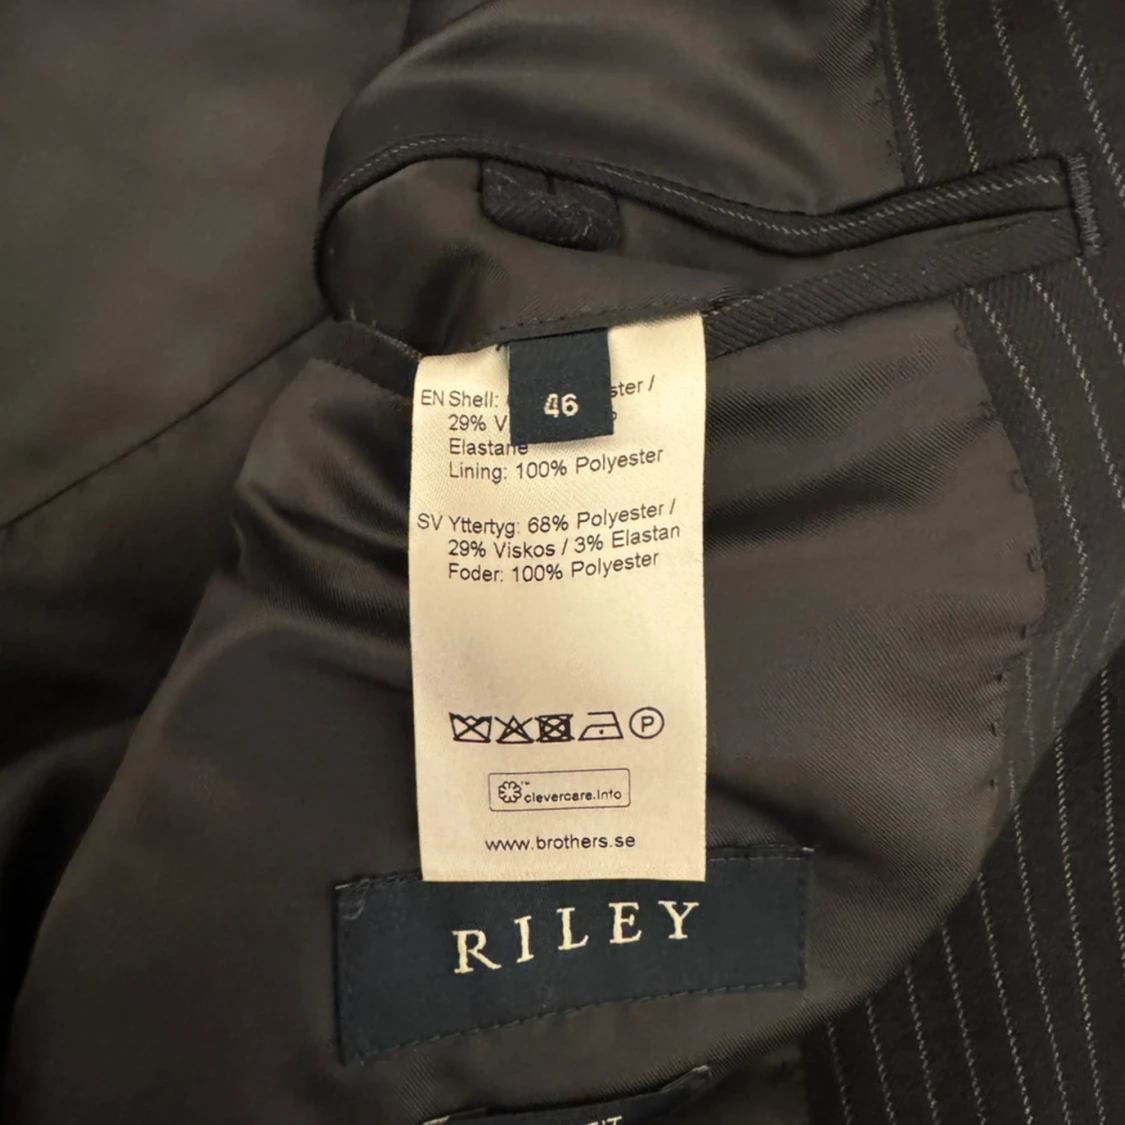 46
EN Shell: ster /
29% V
Elastane
Lining: 100% Polyester
SV Yttertyg: 68% Polyester /
29% Viskos / 3% Elastan
Foder: 100% Polyester
P
clevercare.info
www.brothers.se
RILEY